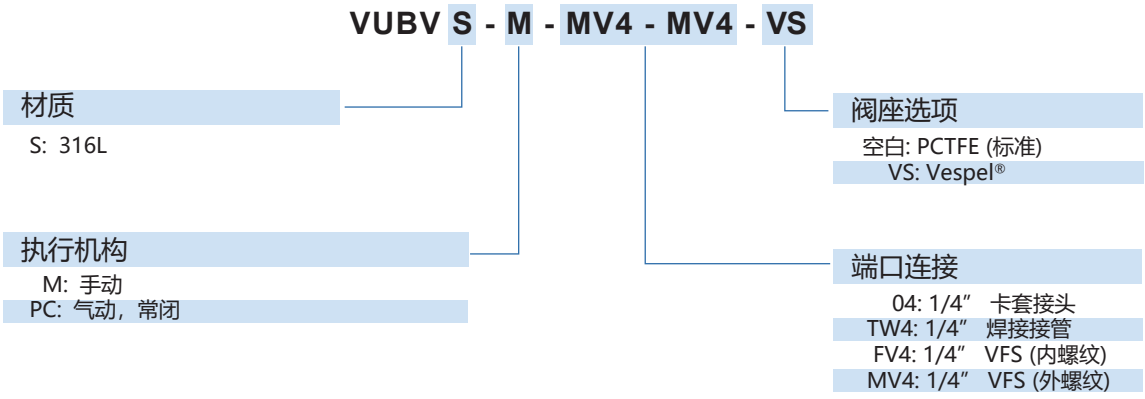 VUBV S - M - MV4 - MV4 - VS
材质
S: 316L
执行机构
M: 手动
PC: 气动，常闭
阀座选项
空白: PCTFE (标准)
VS: Vespel®
端口连接
04: 1/4″ 卡套接头
TW4: 1/4″ 焊接接管
FV4: 1/4″ VFS (内螺纹)
MV4: 1/4″ VFS (外螺纹)